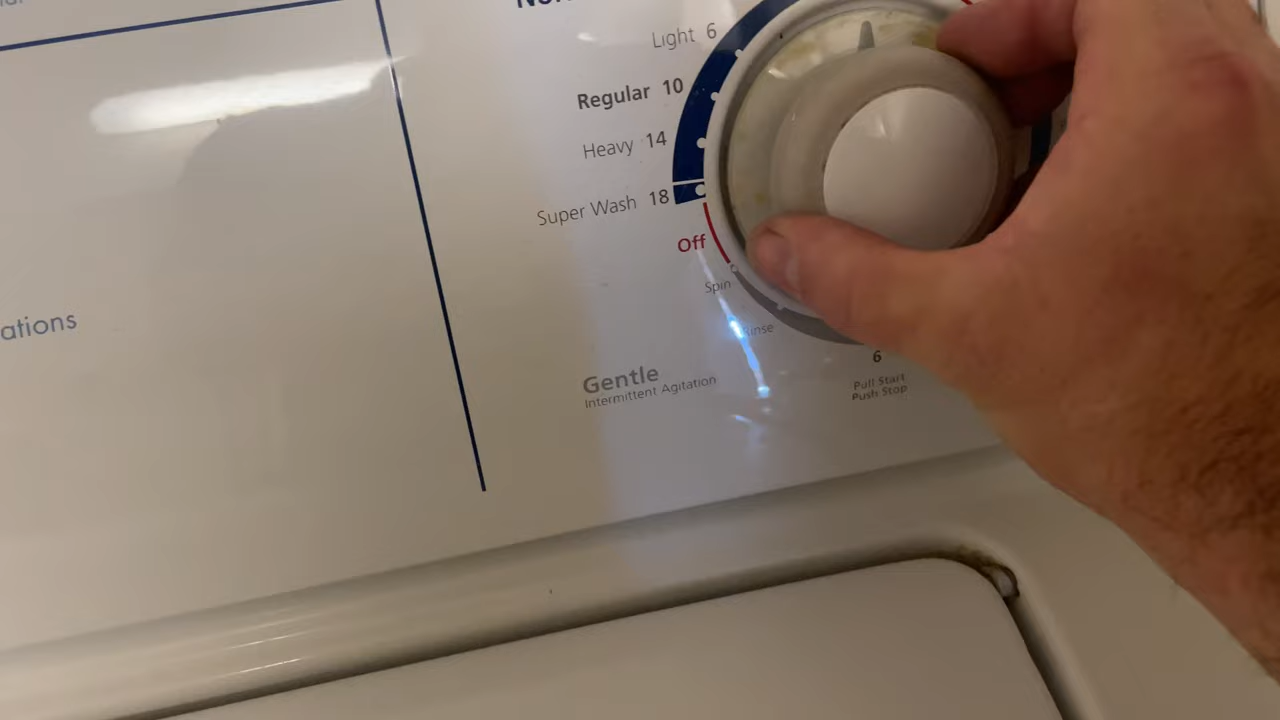 Light 6
Regular 10
Heavy 14
Super Wash 18
Off
Spin
Rinse
ations
Gentle
Intermittent Agitation
6
Pull Start
Push Stop